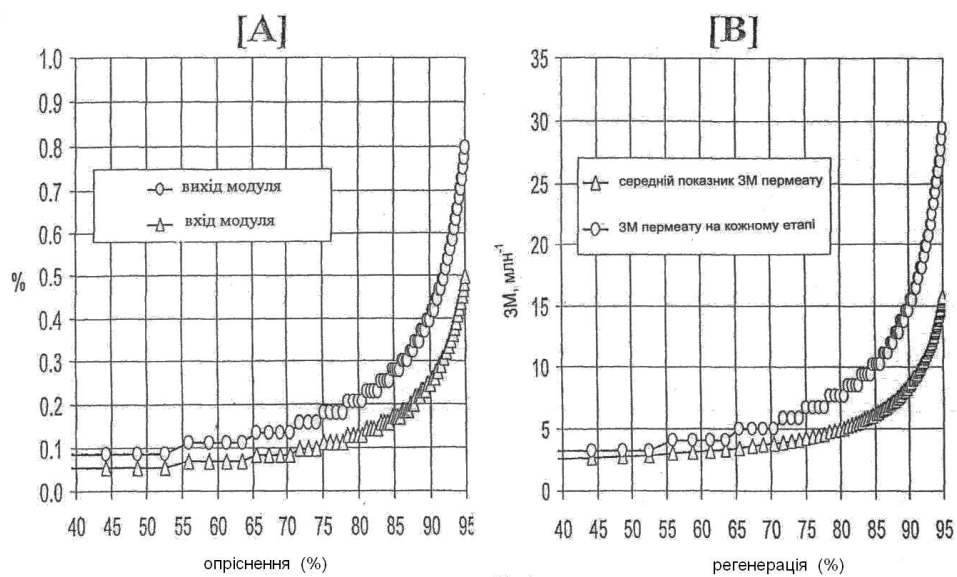 [A]
1.0
0.9
0.8
0.7
0.6
0.5
0.4
0.3
0.2
0.1
0.0
%
вихід модуля
вхід модуля
40 45 50 55 60 65 70 75 80 85 90 95
опріснення (%)
[B]
35
30
25
20
15
10
5
0
ЗМ, млн⁻¹
середній показник ЗМ пермеату
ЗМ пермеату на кожному етапі
40 45 50 55 60 65 70 75 80 85 90 95
регенерація (%)